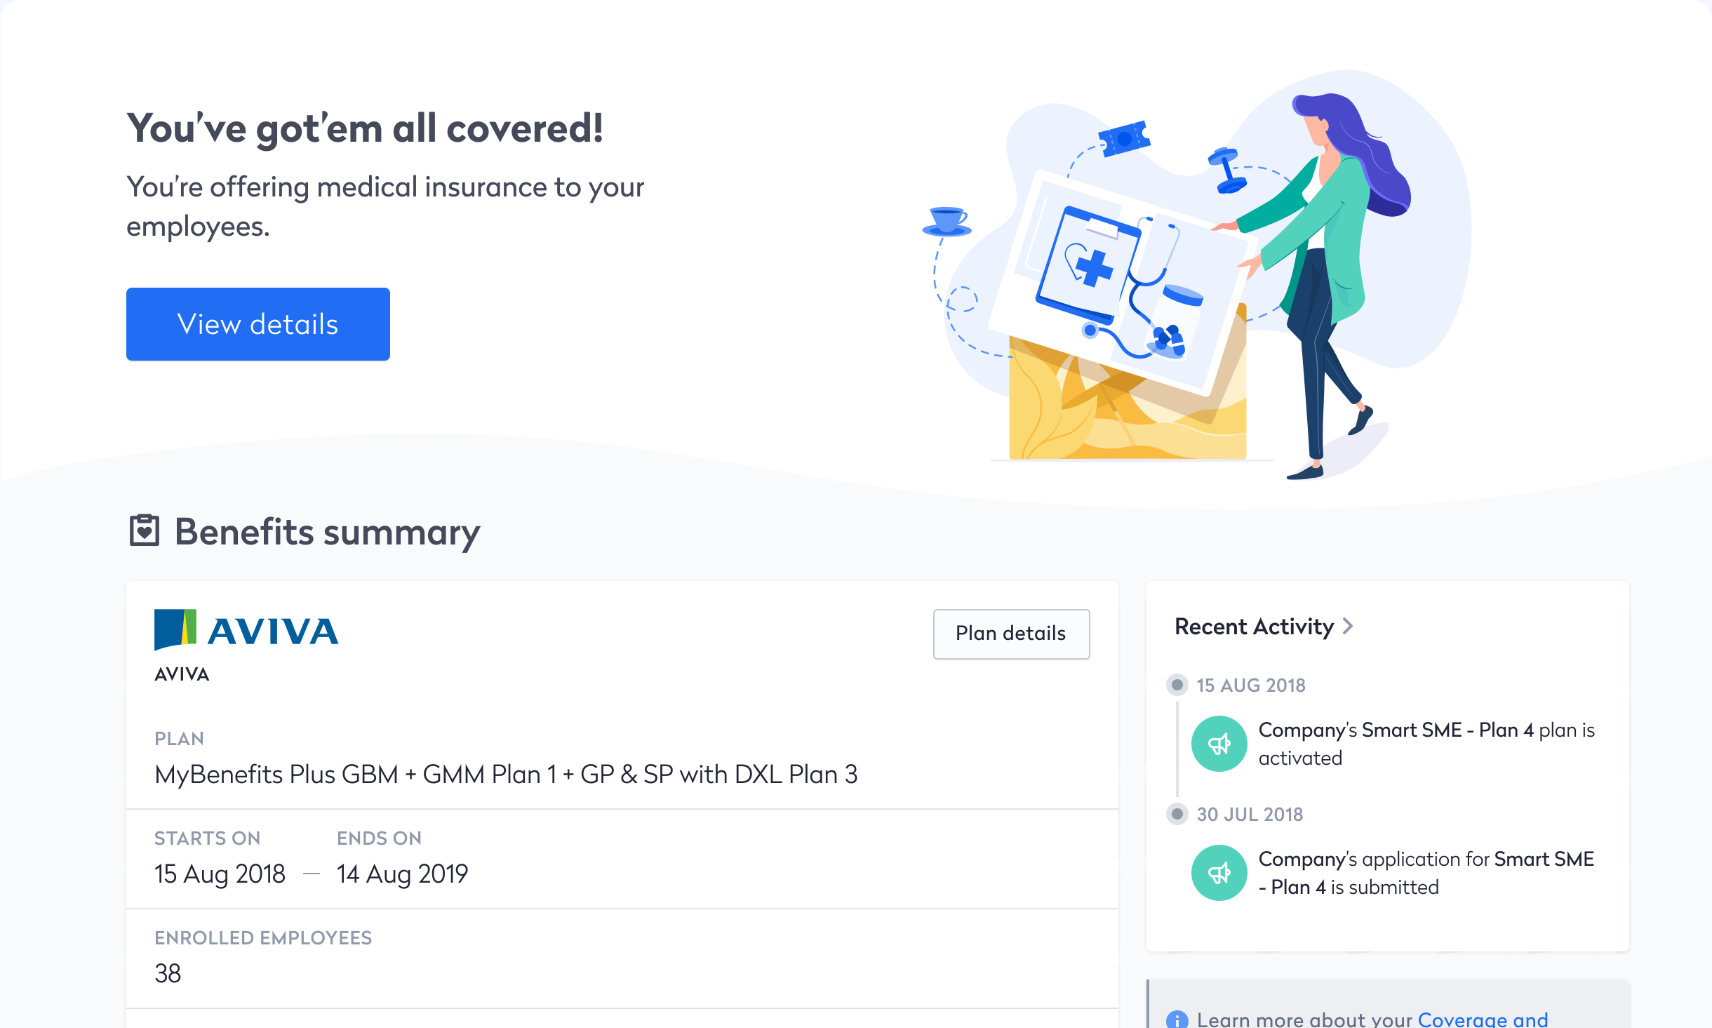 You've got'em all covered!
You're offering medical insurance to your
employees.
View details
Benefits summary
AVIVA
AVIVA
Plan details
PLAN
MyBenefits Plus GBM + GMM Plan 1 + GP & SP with DXL Plan 3
STARTS ON ENDS ON
15 Aug 2018 — 14 Aug 2019
ENROLLED EMPLOYEES
38
Recent Activity
15 AUG 2018
Company's Smart SME - Plan 4 plan is
activated
30 JUL 2018
Company's application for Smart SME
- Plan 4 is submitted
Learn more about your Coverage and